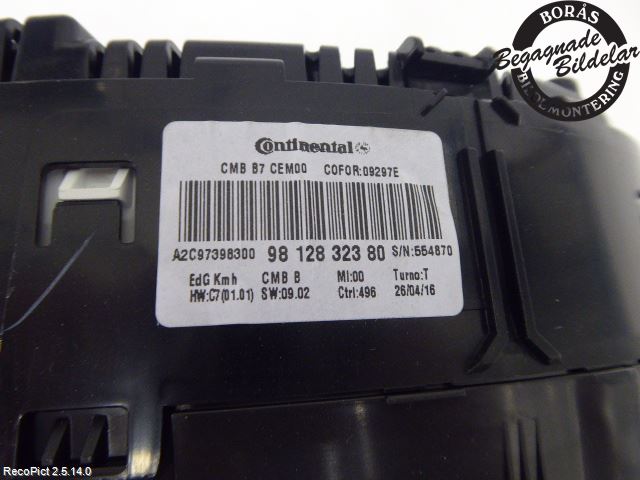 Continental
CMB B7 CEM00 COFOR:09297E
A2C97398300 98 128 323 80 S/N:554870
EdG Kmh CMB B MI:00 Turno:T
HW:C7(01.01) SW:09.02 Ctrl:496 26/04/16
BORÅS
Begagnade
Bildelar
BILDEMONTERING
RecoPict 2.5.14.0